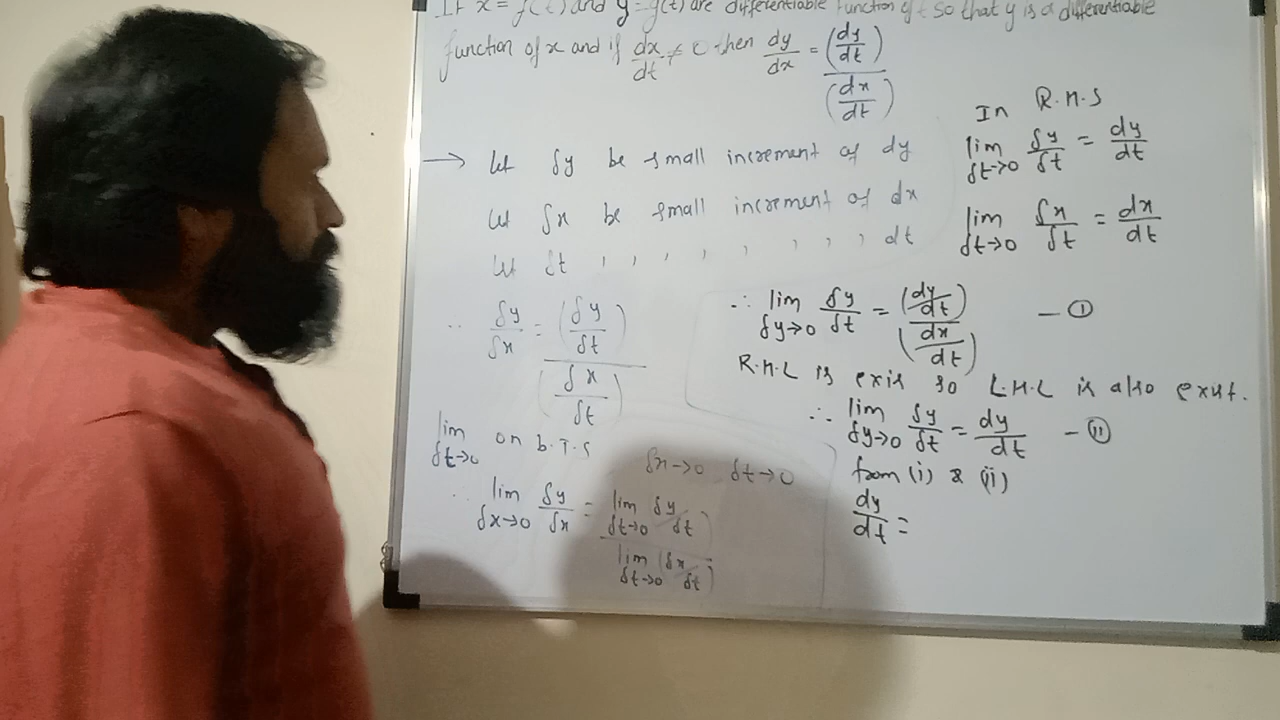 If x = f(t) and y = g(t) are differentiable function of t so that y is a differentiable
function of x and if dx/dt ≠ 0 then dy/dx = (dy/dt)/(dx/dt)
→ Let δy be small increment of dy
Let δx be small increment of dx
Let δt , , , , , , , dt
∴ δy/δx = (δy/δt)/(δx/δt)
lim δt→0 on b.T.S
δx→0 δt→0
∴ lim δx→0 δy/δx = lim δt→0 (δy/δt) / lim δt→0 (δx/δt)
In R.H.S
lim δt→0 δy/δt = dy/dt
lim δt→0 δx/δt = dx/dt
∴ lim δy→0 δy/δt = (dy/dt)/(dx/dt) — ①
R.H.L is exis so L.H.L is also exist.
∴ lim δy→0 δy/δt = dy/dt — ⑪
from (i) & (ii)
dy/dt =